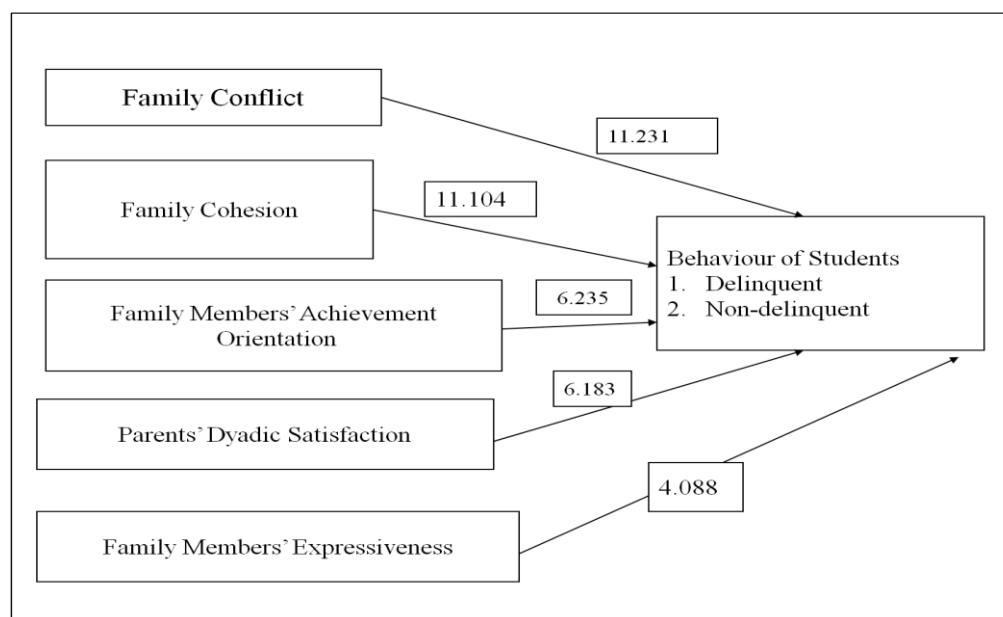 Family Conflict
11.231
Family Cohesion
11.104
Family Members’ Achievement
Orientation
6.235
Behaviour of Students
1. Delinquent
2. Non-delinquent
Parents’ Dyadic Satisfaction
6.183
Family Members’ Expressiveness
4.088